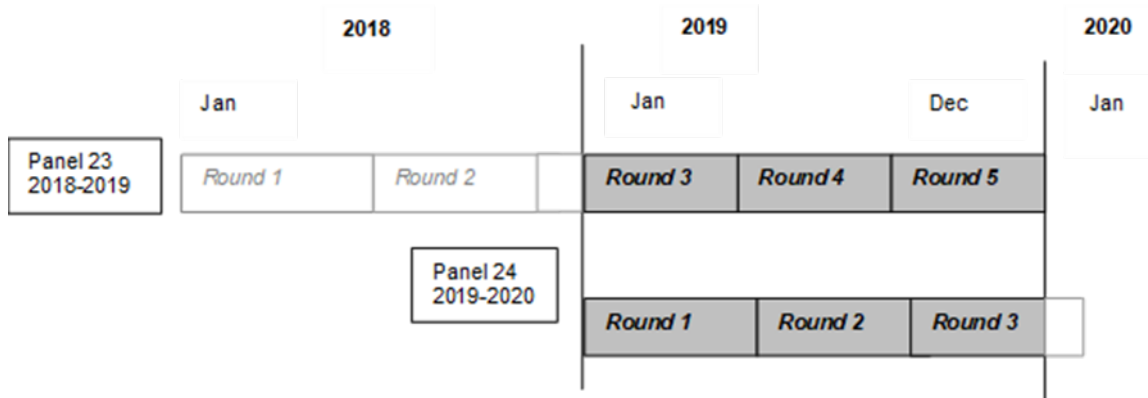 2018
2019
2020
Jan
Jan
Dec
Jan
Panel 23
2018-2019
Round 1
Round 2
Round 3
Round 4
Round 5
Panel 24
2019-2020
Round 1
Round 2
Round 3